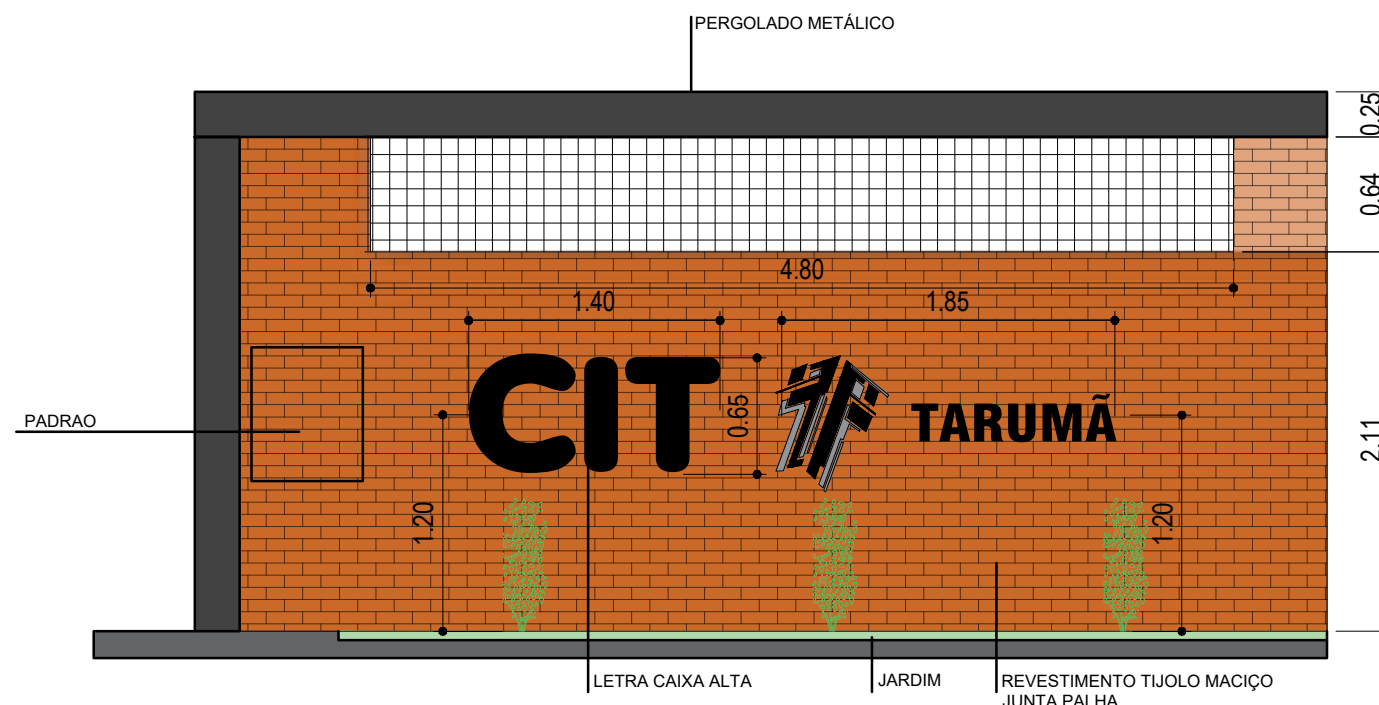 PERGOLADO METÁLICO
0.25
0.64
4.80
1.40
1.85
CIT
0.65
TARUMÃ
PADRAO
2.11
1.20
1.20
LETRA CAIXA ALTA
JARDIM
REVESTIMENTO TIJOLO MACIÇO
JUNTA PALHA